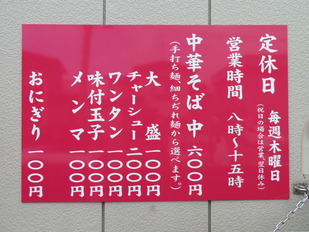 定休日　毎週木曜日
(祝日の場合は営業、翌日休み)
営業時間　八時〜十五時
中華そば　中　六〇〇円
(手打ち麺、細ちぢれ麺から選べます。)
大盛　一〇〇円
チャーシュー　二〇〇円
ワンタン　一〇〇円
味付玉子　一〇〇円
メンマ　一〇〇円
おにぎり　一〇〇円